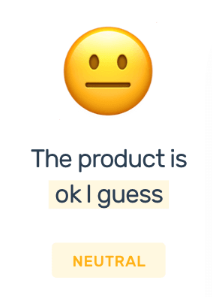 The product is
ok I guess
NEUTRAL